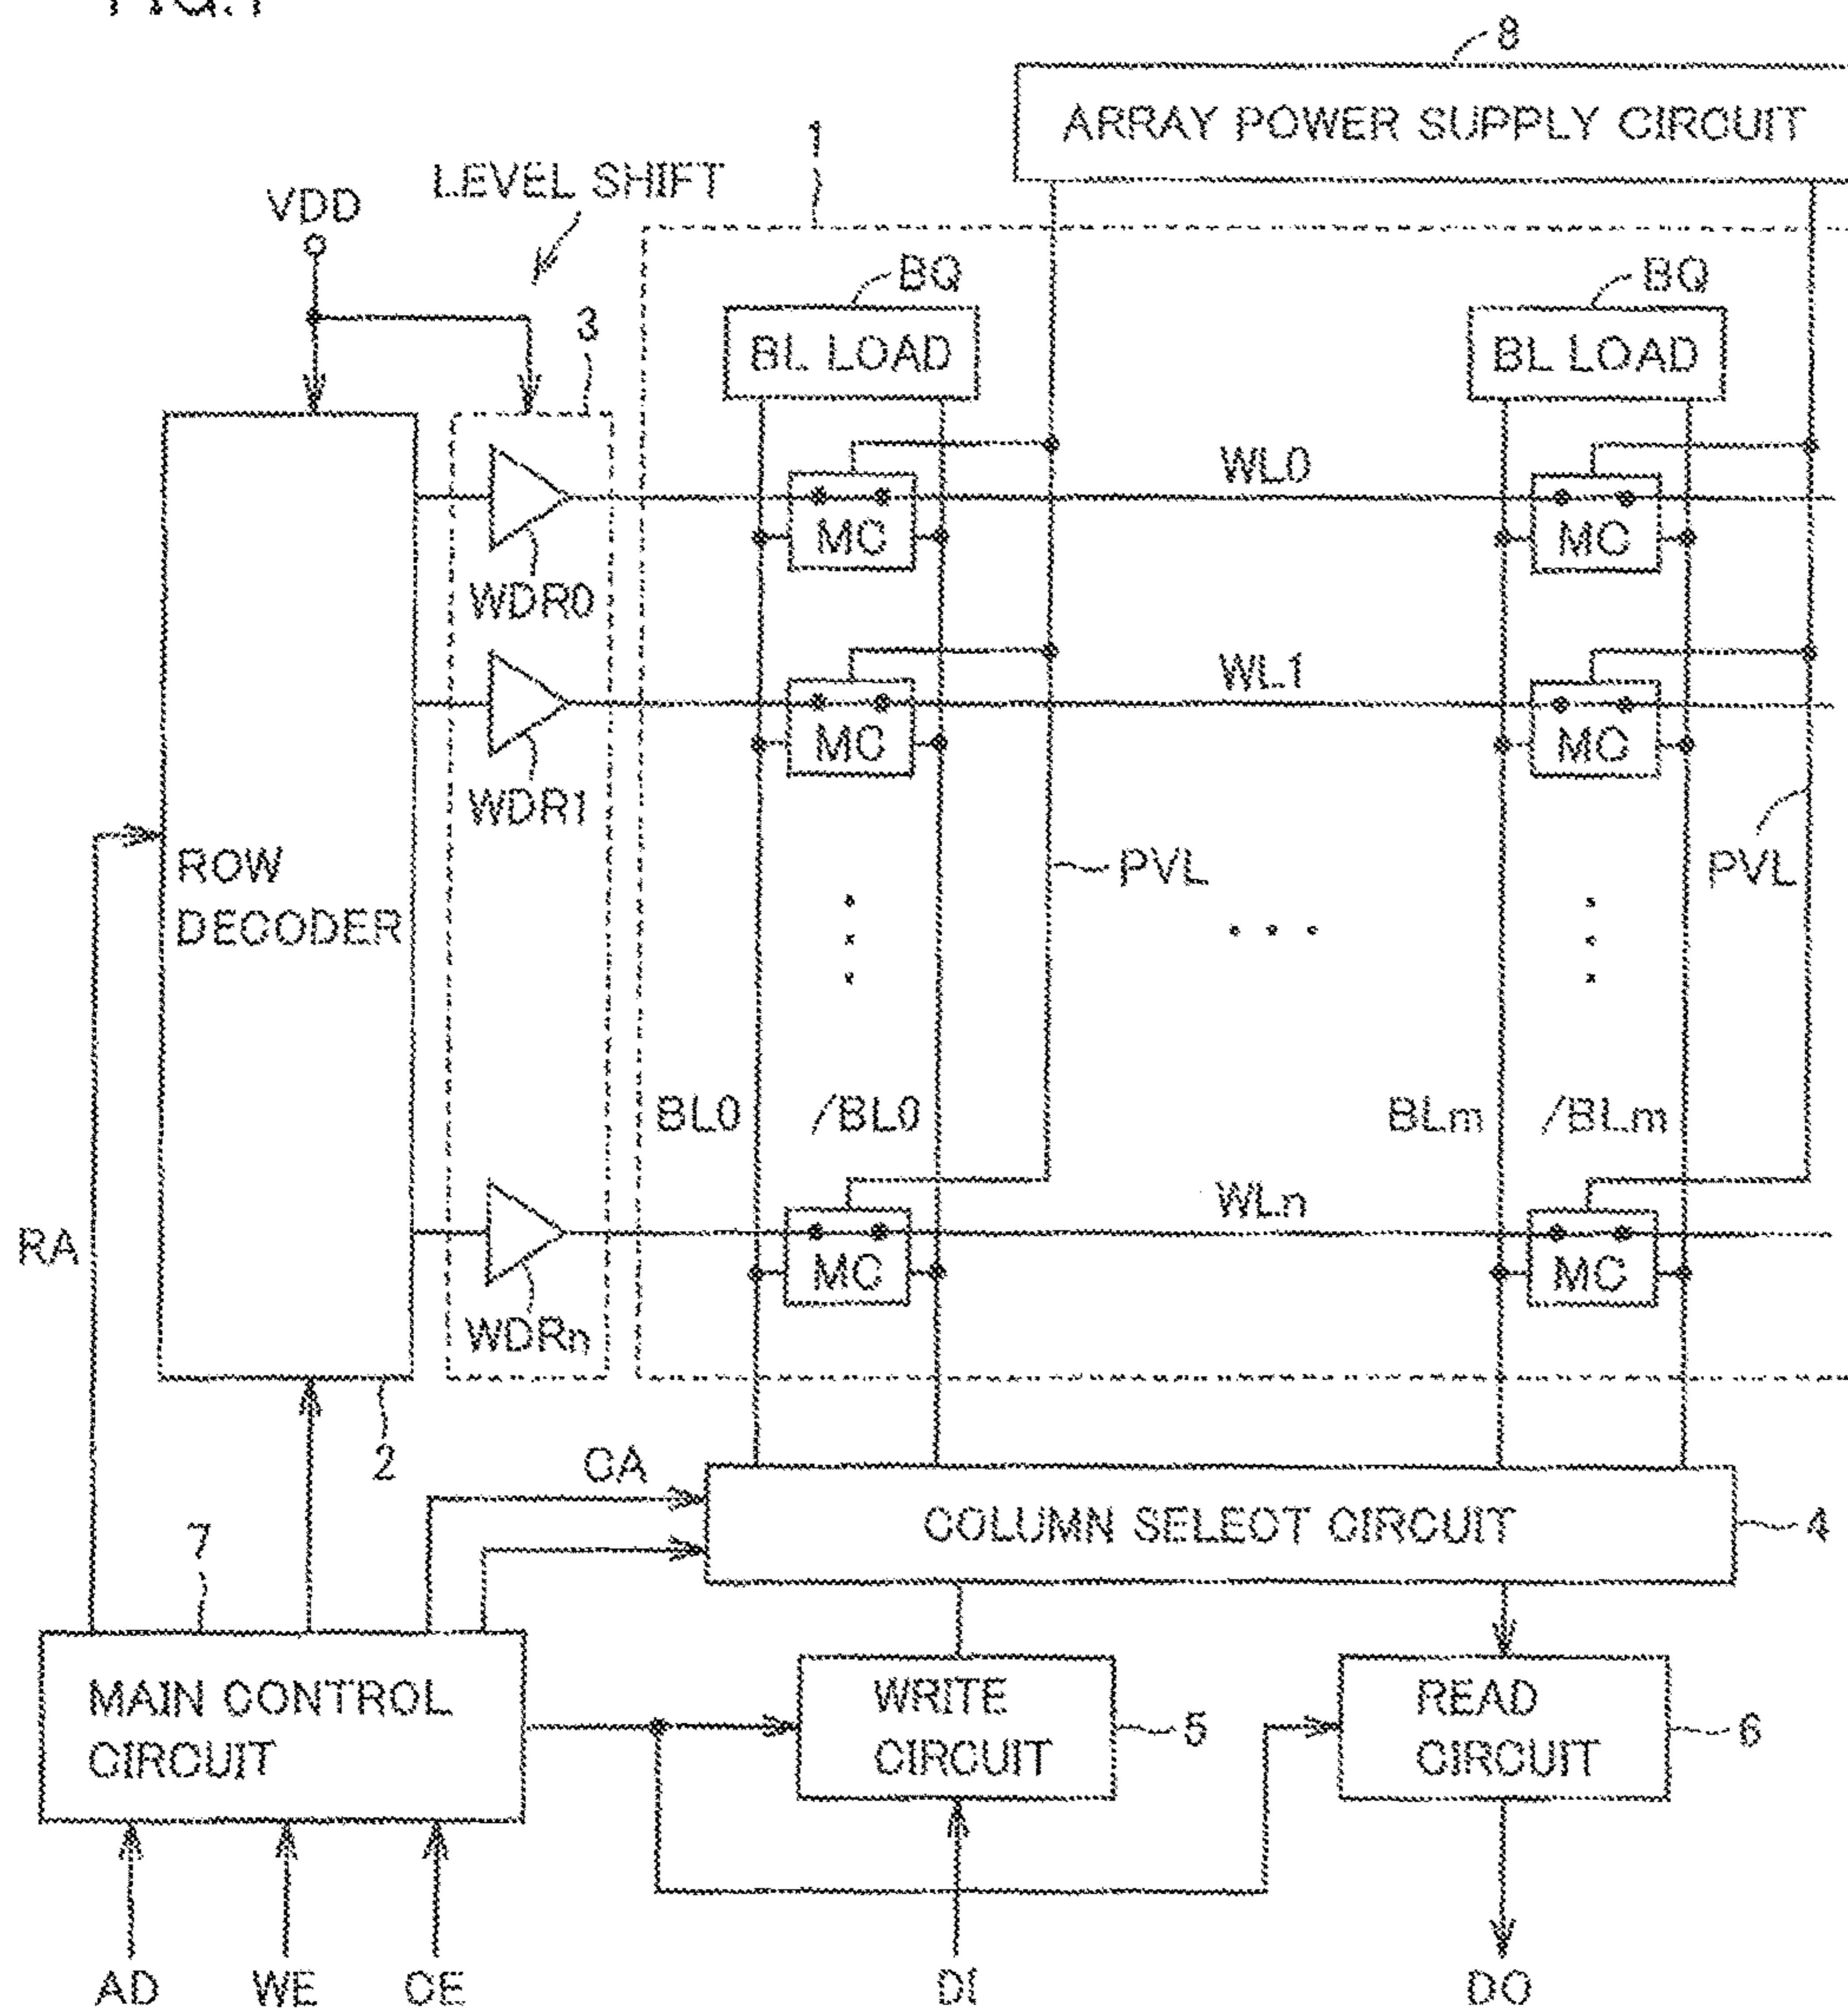 FIG.1
8
ARRAY POWER SUPPLY CIRCUIT
1
LEVEL SHIFT
VDD
BQ
BQ
3
BL LOAD
BL LOAD
WL0
MC
MC
WDR0
WL1
MC
MC
WDR1
ROW
DECODER
PVL
PVL
. . .
BL0
/BL0
BLm
/BLm
WLn
RA
MC
MC
WDRn
2
CA
COLUMN SELECT CIRCUIT
4
7
MAIN CONTROL
CIRCUIT
WRITE
CIRCUIT
5
READ
CIRCUIT
6
AD
WE
CE
DI
DO